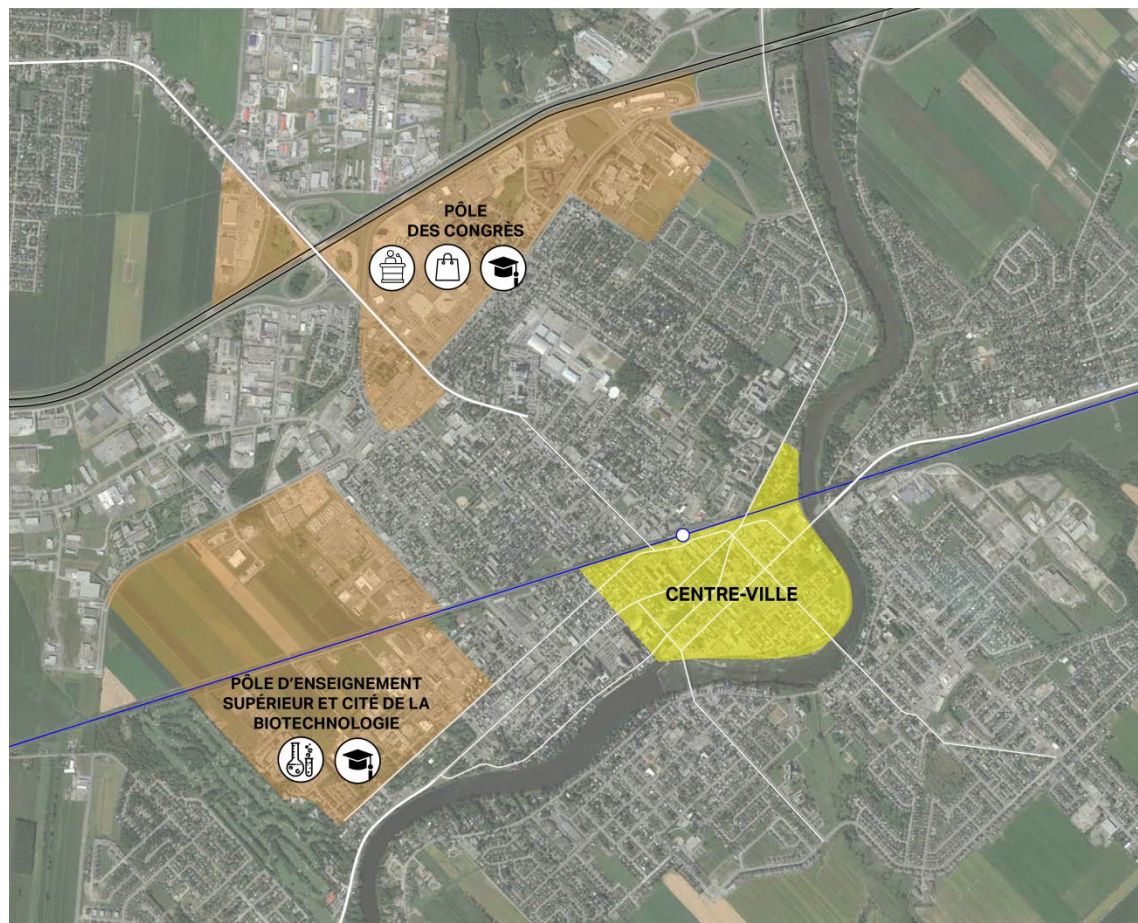 PÔLE
DES CONGRÈS
CENTRE-VILLE
PÔLE D'ENSEIGNEMENT
SUPÉRIEUR ET CITÉ DE LA
BIOTECHNOLOGIE